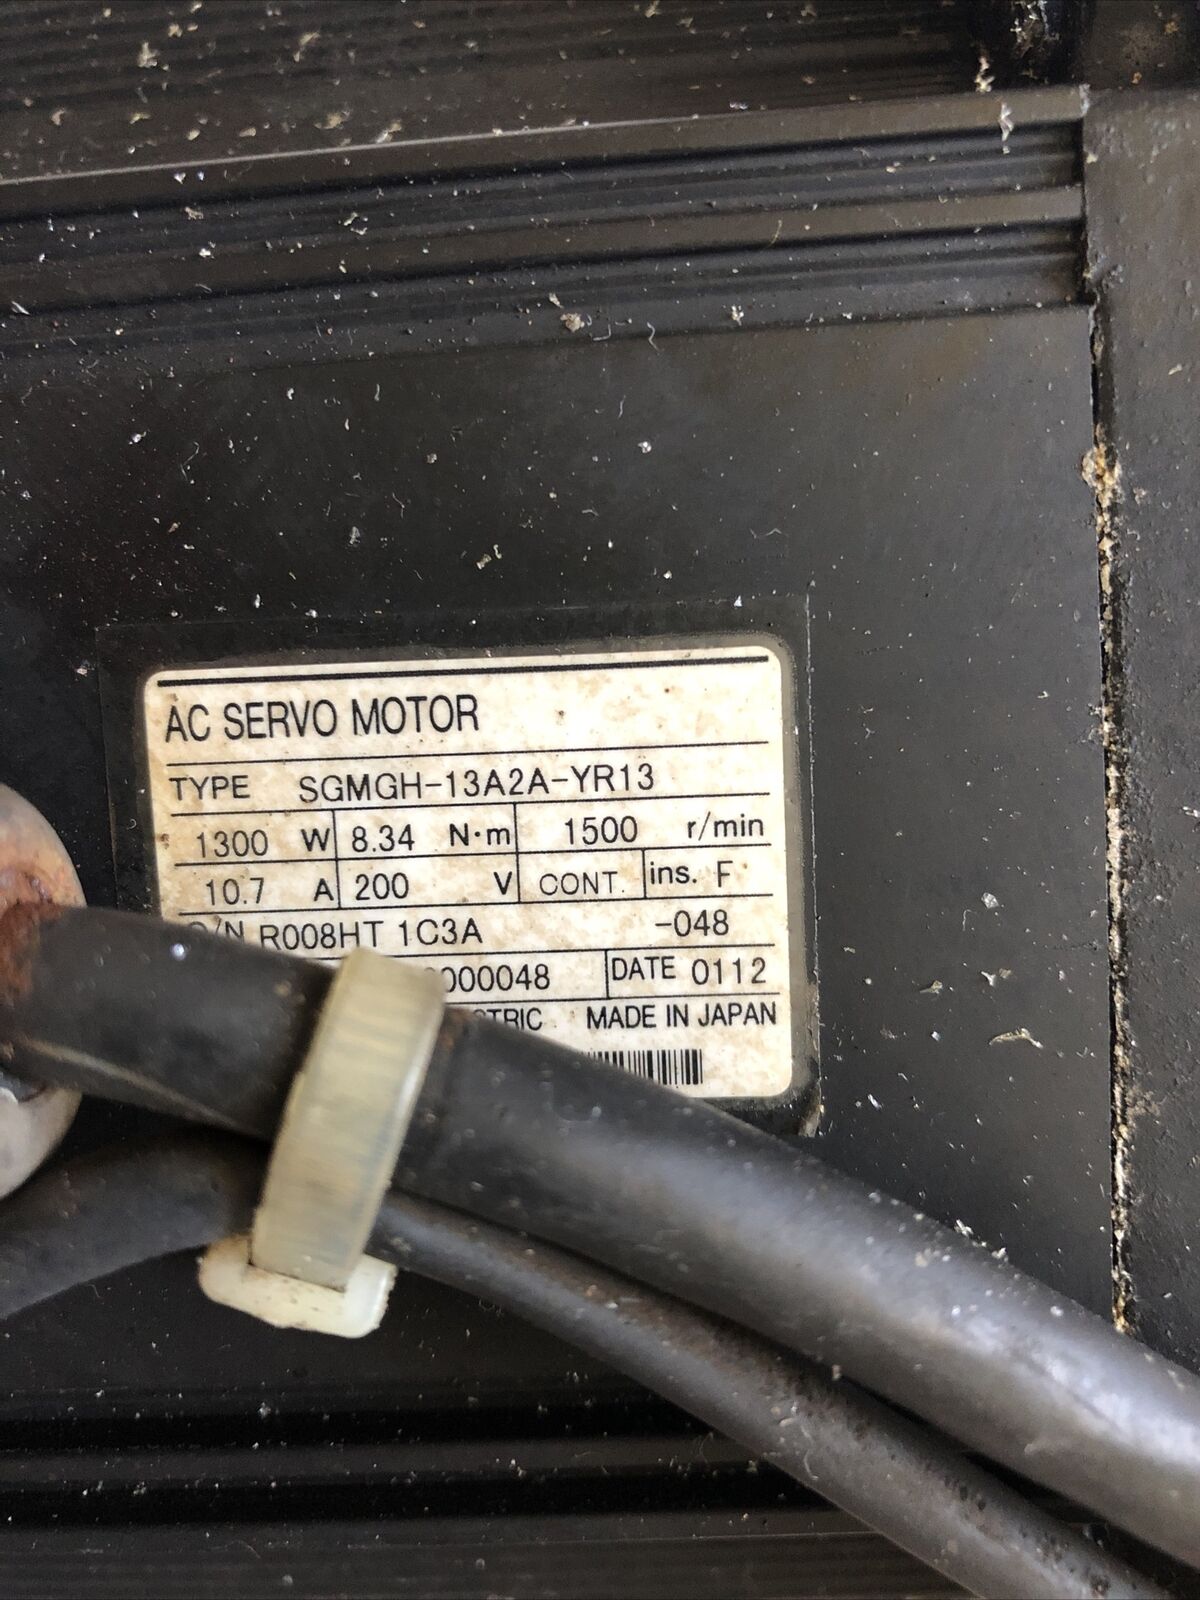 AC SERVO MOTOR
TYPE SGMGH-13A2A-YR13
1300 W 8.34 N·m 1500 r/min
10.7 A 200 V CONT. ins. F
R008HT 1C3A -048
000048 DATE 0112
MADE IN JAPAN